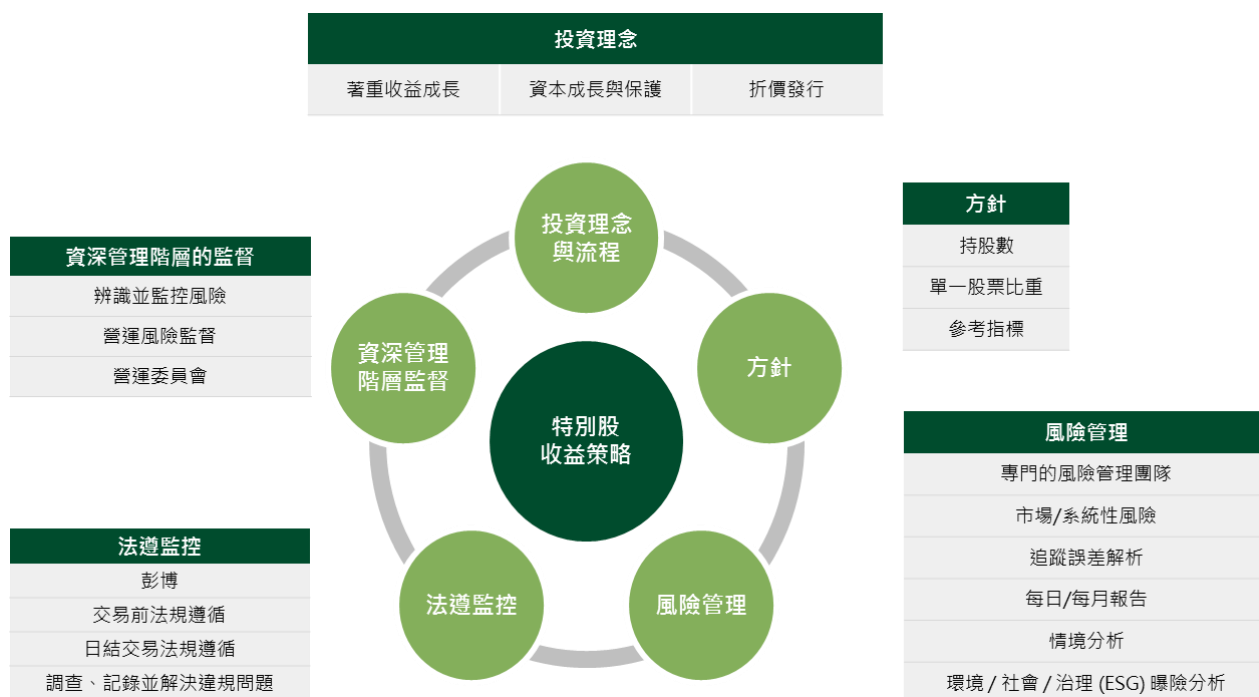 投資理念
著重收益成長
資本成長與保護
折價發行
投資理念
與流程
方針
持股數
單一股票比重
參考指標
資深管理階層的監督
辨識並監控風險
營運風險監督
營運委員會
資深管理
階層監督
方針
特別股
收益策略
風險管理
專門的風險管理團隊
市場/系統性風險
追蹤誤差解析
每日/每月報告
情境分析
環境 / 社會 / 治理 (ESG) 曝險分析
法遵監控
彭博
交易前法規遵循
日結交易法規遵循
調查、記錄並解決違規問題
法遵監控
風險管理